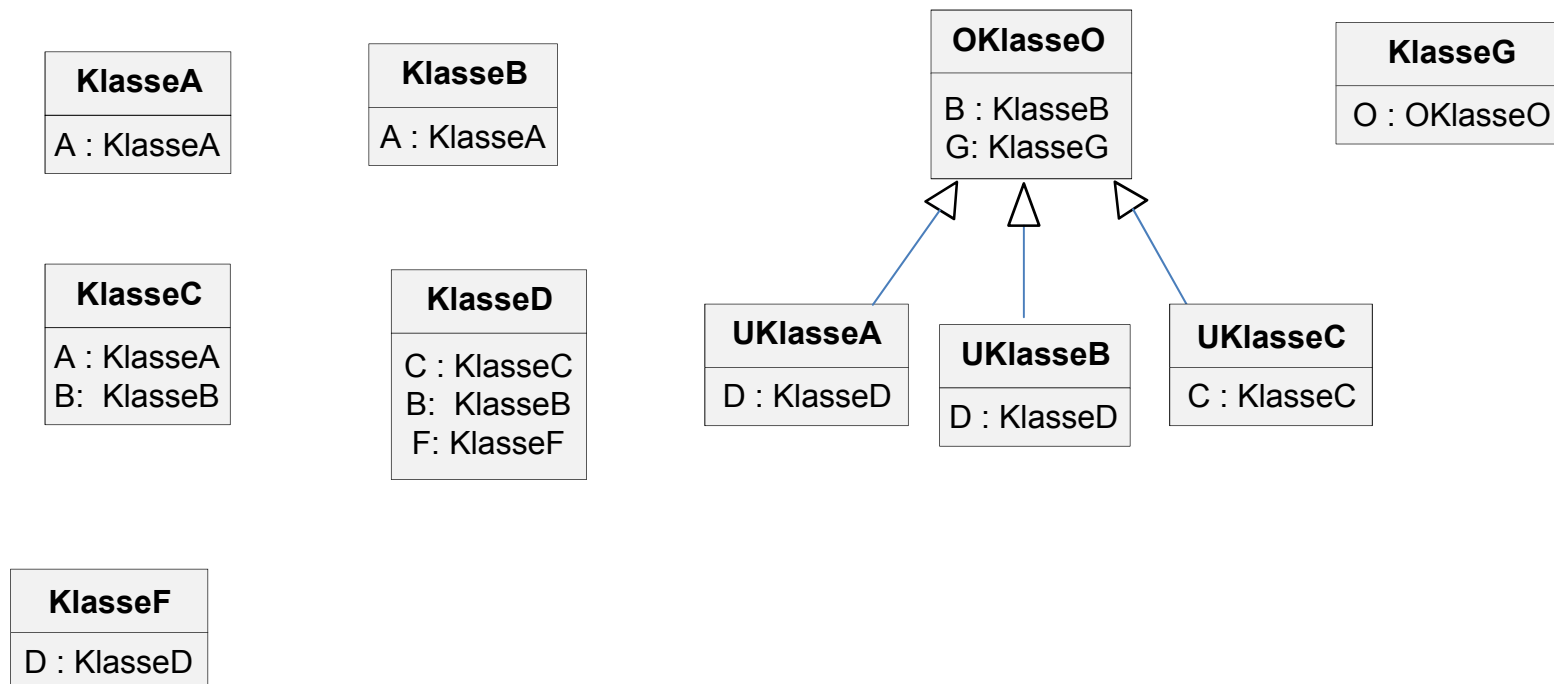 KlasseA
A : KlasseA
KlasseB
A : KlasseA
OKlasseO
B : KlasseB
G: KlasseG
KlasseG
O : OKlasseO
KlasseC
A : KlasseA
B: KlasseB
KlasseD
C : KlasseC
B: KlasseB
F: KlasseF
UKlasseA
D : KlasseD
UKlasseB
D : KlasseD
UKlasseC
C : KlasseC
KlasseF
D : KlasseD